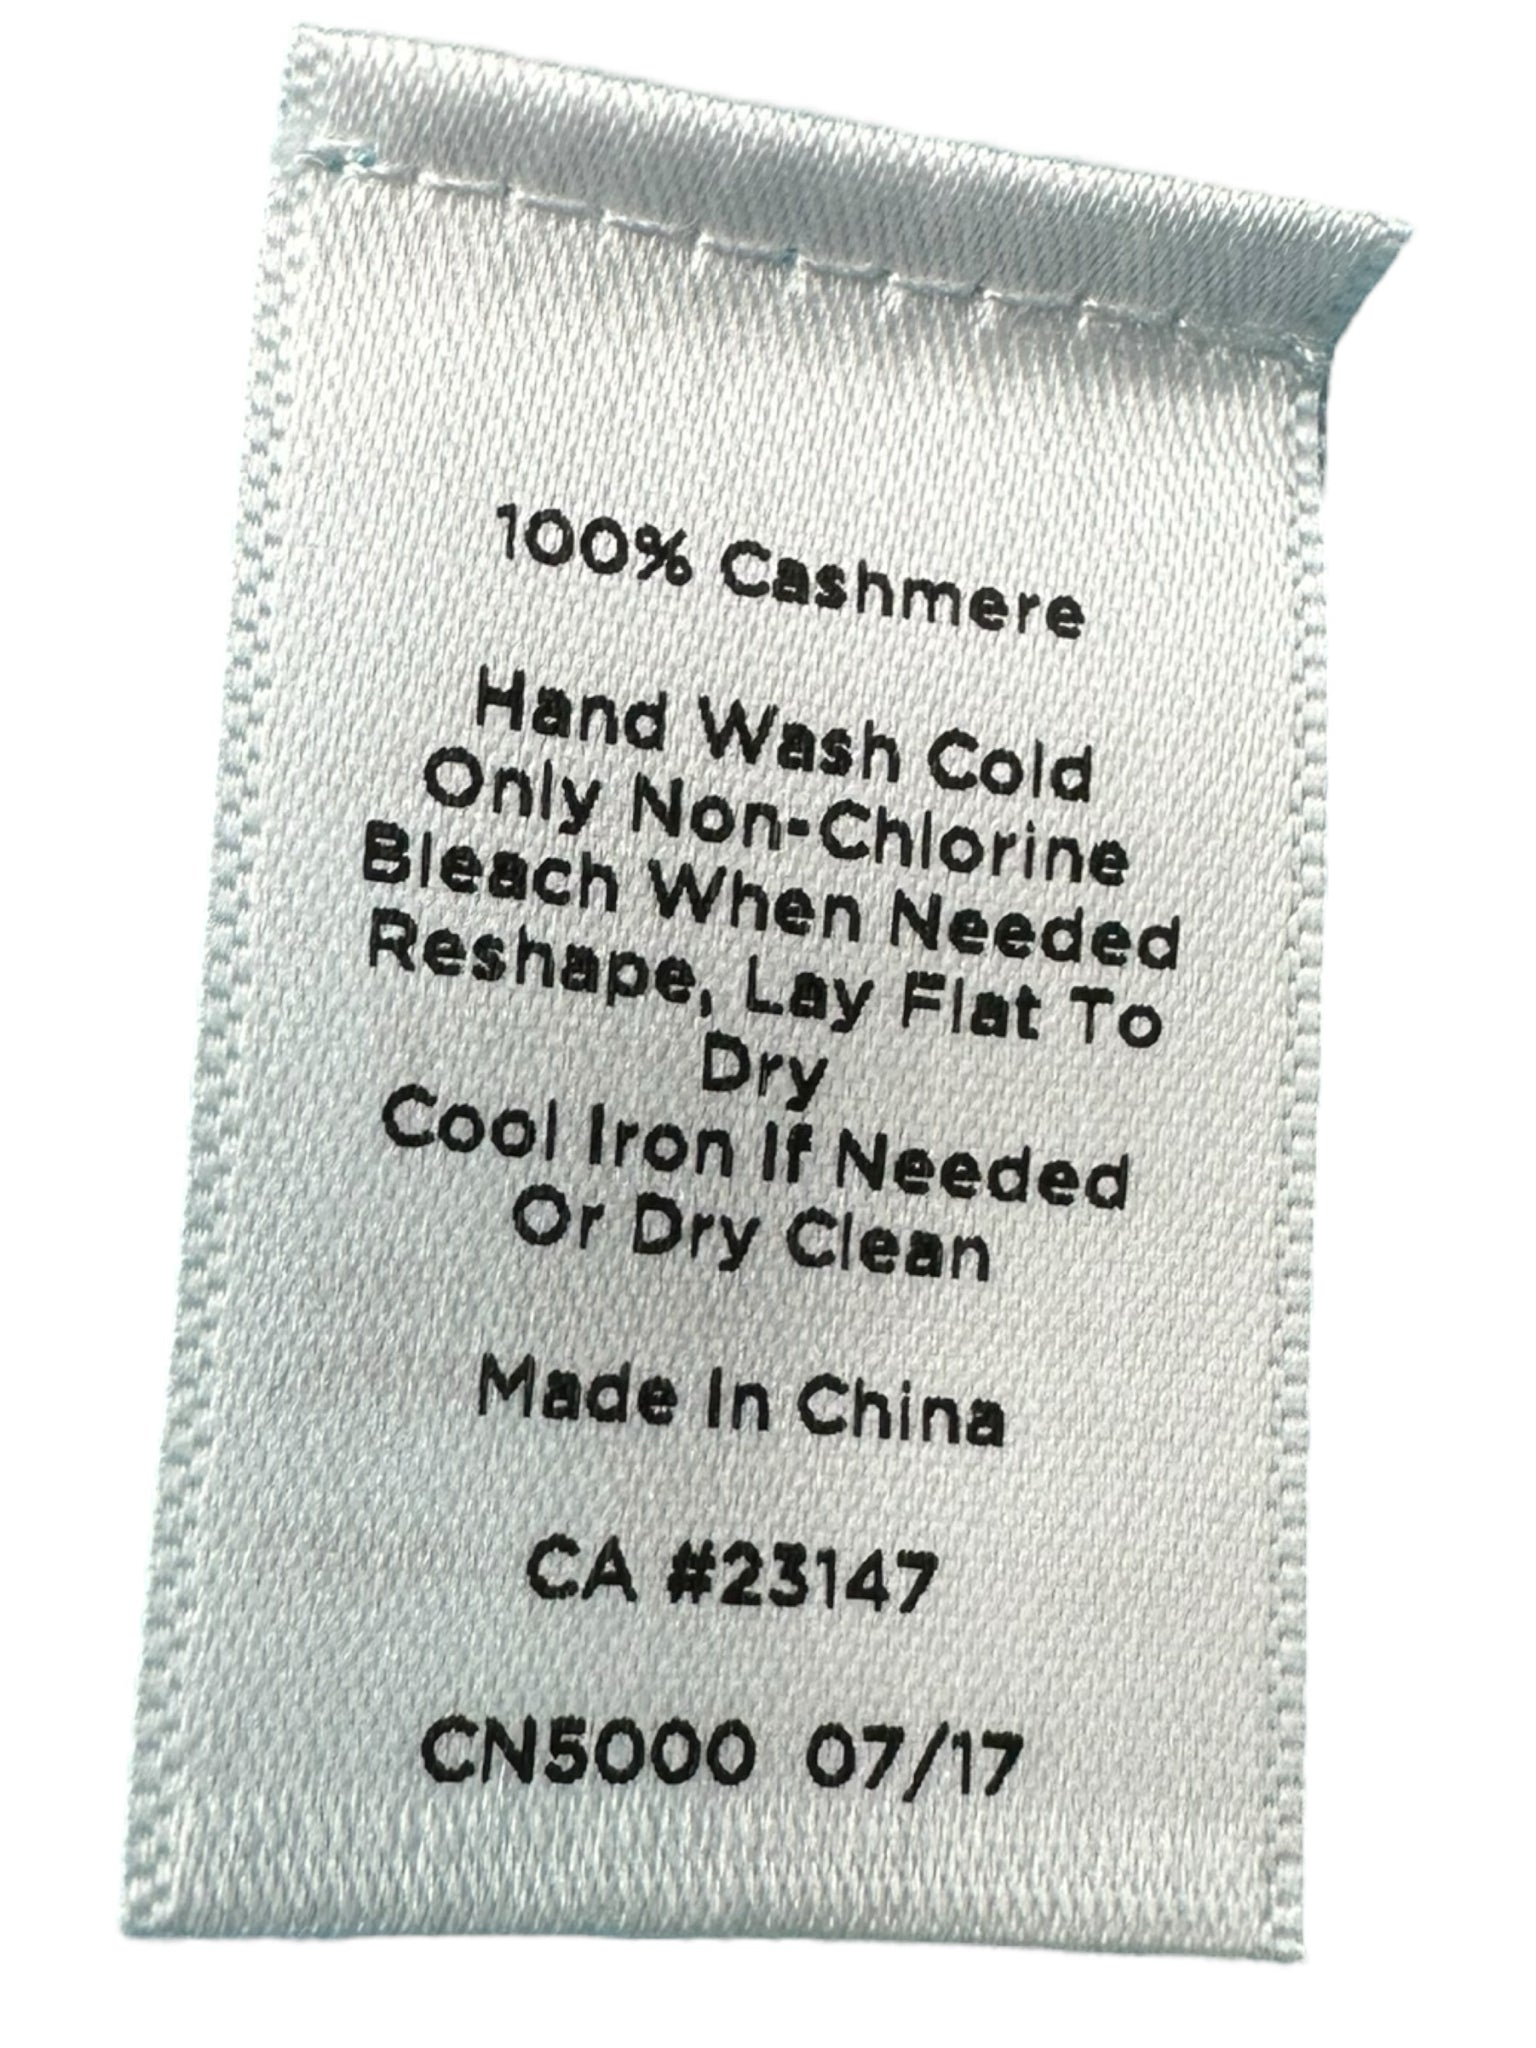 100% Cashmere
Hand Wash Cold
Only Non-Chlorine
Bleach When Needed
Reshape, Lay Flat To
Dry
Cool Iron If Needed
Or Dry Clean
Made In China
CA #23147
CN5000 07/17